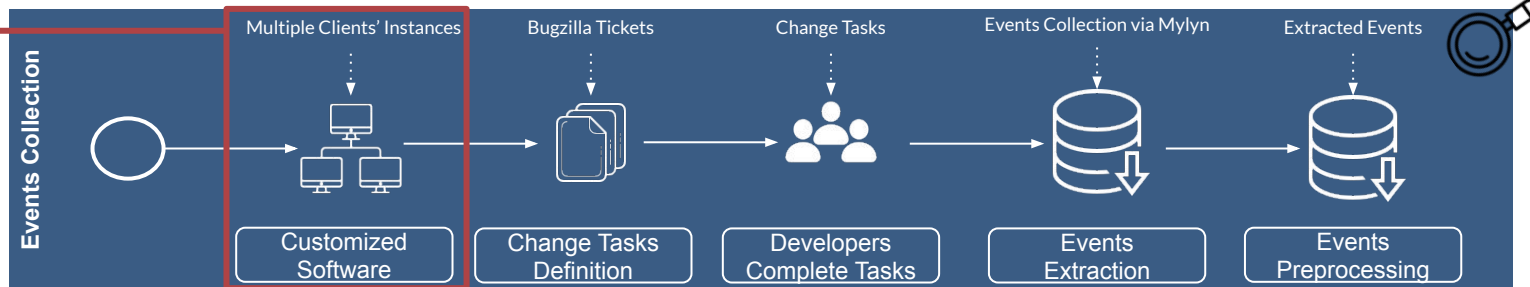 Events Collection
Multiple Clients' Instances
Bugzilla Tickets
Change Tasks
Events Collection via Mylyn
Extracted Events
Customized
Software
Change Tasks
Definition
Developers
Complete Tasks
Events
Extraction
Events
Preprocessing